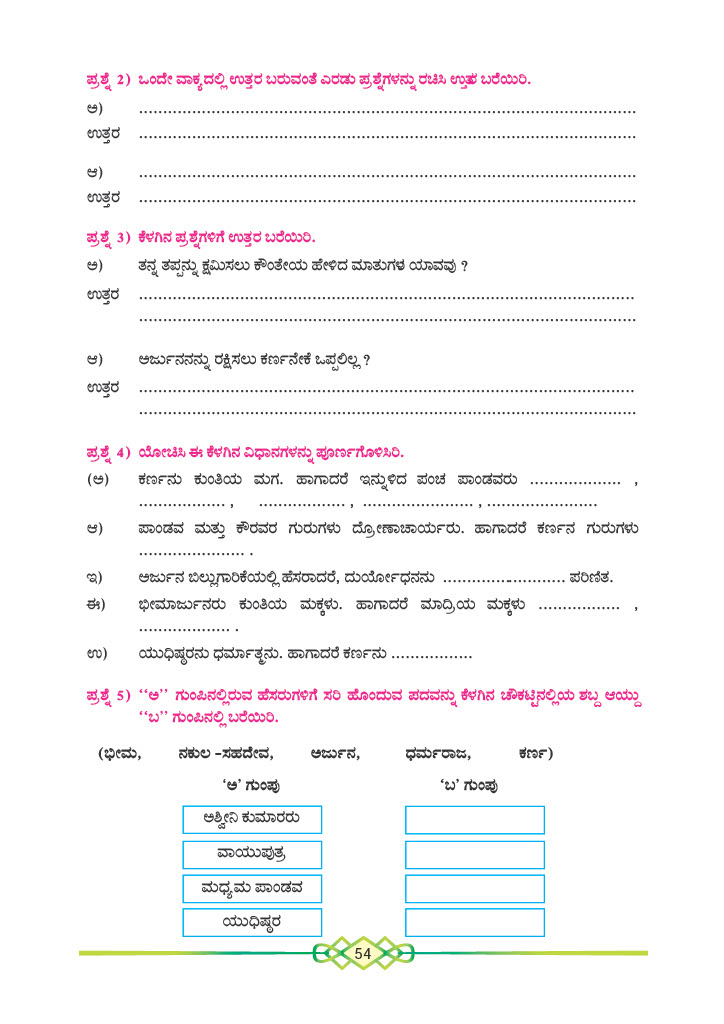 ಪ್ರಶ್ನೆ 2) ಒಂದೇ ವಾಕ್ಯದಲ್ಲಿ ಉತ್ತರ ಬರುವಂತೆ ಎರಡು ಪ್ರಶ್ನೆಗಳನ್ನು ರಚಿಸಿ ಉತ್ತರ ಬರೆಯಿರಿ.
ಅ) ........................................................................................................
ಉತ್ತರ ........................................................................................................
ಆ) ........................................................................................................
ಉತ್ತರ ........................................................................................................
ಪ್ರಶ್ನೆ 3) ಕೆಳಗಿನ ಪ್ರಶ್ನೆಗಳಿಗೆ ಉತ್ತರ ಬರೆಯಿರಿ.
ಅ) ತನ್ನ ತಪ್ಪನ್ನು ಕ್ಷಮಿಸಲು ಕೌಂತೇಯ ಹೇಳಿದ ಮಾತುಗಳ ಯಾವವು ?
ಉತ್ತರ ........................................................................................................
........................................................................................................
ಆ) ಅರ್ಜುನನನ್ನು ರಕ್ಷಿಸಲು ಕರ್ಣನೇಕೆ ಒಪ್ಪಲಿಲ್ಲ ?
ಉತ್ತರ ........................................................................................................
........................................................................................................
ಪ್ರಶ್ನೆ 4) ಯೋಚಿಸಿ ಈ ಕೆಳಗಿನ ವಿಧಾನಗಳನ್ನು ಪೂರ್ಣಗೊಳಿಸಿರಿ.
(ಅ) ಕರ್ಣನು ಕುಂತಿಯ ಮಗ. ಹಾಗಾದರೆ ಇನ್ನುಳಿದ ಪಂಚ ಪಾಂಡವರು ................... ,
.................. , .................. , ....................... , .......................
ಆ) ಪಾಂಡವ ಮತ್ತು ಕೌರವರ ಗುರುಗಳು ದ್ರೋಣಾಚಾರ್ಯರು. ಹಾಗಾದರೆ ಕರ್ಣನ ಗುರುಗಳು
...................... .
ಇ) ಅರ್ಜುನ ಬಿಲ್ಲುಗಾರಿಕೆಯಲ್ಲಿ ಹೆಸರಾದರೆ, ದುರ್ಯೋಧನನು .......................... ಪರಿಣಿತ.
ಈ) ಭೀಮಾರ್ಜುನರು ಕುಂತಿಯ ಮಕ್ಕಳು. ಹಾಗಾದರೆ ಮಾದ್ರಿಯ ಮಕ್ಕಳು ................. ,
................... .
ಉ) ಯುಧಿಷ್ಠರನು ಧರ್ಮಾತ್ಮನು. ಹಾಗಾದರೆ ಕರ್ಣನು .................
ಪ್ರಶ್ನೆ 5) ‘‘ಅ’’ ಗುಂಪಿನಲ್ಲಿರುವ ಹೆಸರುಗಳಿಗೆ ಸರಿ ಹೊಂದುವ ಪದವನ್ನು ಕೆಳಗಿನ ಚೌಕಟ್ಟಿನಲ್ಲಿಯ ಶಬ್ದ ಆಯ್ದು
‘‘ಬ’’ ಗುಂಪಿನಲ್ಲಿ ಬರೆಯಿರಿ.
(ಭೀಮ, ನಕುಲ -ಸಹದೇವ, ಅರ್ಜುನ, ಧರ್ಮರಾಜ, ಕರ್ಣ)
‘ಅ’ ಗುಂಪು ‘ಬ’ ಗುಂಪು
ಅಶ್ವೀನಿ ಕುಮಾರರು
ವಾಯುಪುತ್ರ
ಮಧ್ಯಮ ಪಾಂಡವ
ಯುಧಿಷ್ಠರ
54